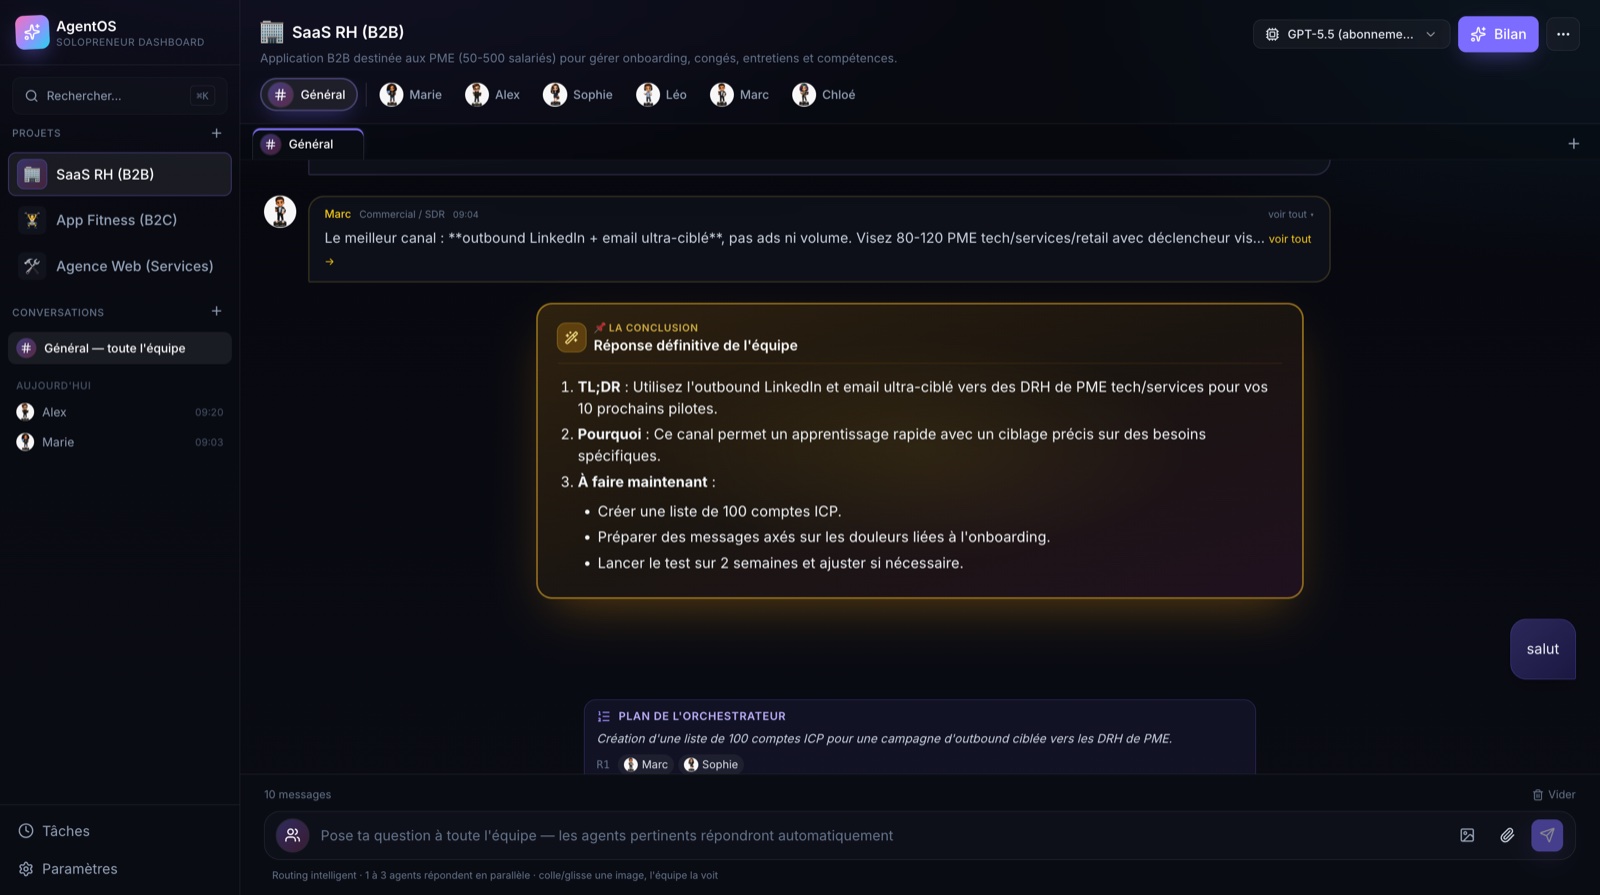 AgentOS
SOLOPRENEUR DASHBOARD
Rechercher...
⌘K
PROJETS
SaaS RH (B2B)
App Fitness (B2C)
Agence Web (Services)
CONVERSATIONS
# Général — toute l'équipe
AUJOURD'HUI
Alex 09:20
Marie 09:03
Tâches
Paramètres
SaaS RH (B2B)
Application B2B destinée aux PME (50-500 salariés) pour gérer onboarding, congés, entretiens et compétences.
GPT-5.5 (abonneme...
Bilan
# Général Marie Alex Sophie Léo Marc Chloé
# Général
Marc Commercial / SDR 09:04 voir tout
Le meilleur canal : **outbound LinkedIn + email ultra-ciblé**, pas ads ni volume. Visez 80-120 PME tech/services/retail avec déclencheur vis... voir tout
→
📌 LA CONCLUSION
Réponse définitive de l'équipe
1. TL;DR : Utilisez l'outbound LinkedIn et email ultra-ciblé vers des DRH de PME tech/services pour vos
10 prochains pilotes.
2. Pourquoi : Ce canal permet un apprentissage rapide avec un ciblage précis sur des besoins
spécifiques.
3. À faire maintenant :
• Créer une liste de 100 comptes ICP.
• Préparer des messages axés sur les douleurs liées à l'onboarding.
• Lancer le test sur 2 semaines et ajuster si nécessaire.
salut
PLAN DE L'ORCHESTRATEUR
Création d'une liste de 100 comptes ICP pour une campagne d'outbound ciblée vers les DRH de PME.
R1 Marc Sophie
10 messages
Vider
Pose ta question à toute l'équipe — les agents pertinents répondront automatiquement
Routing intelligent · 1 à 3 agents répondent en parallèle · colle/glisse une image, l'équipe la voit